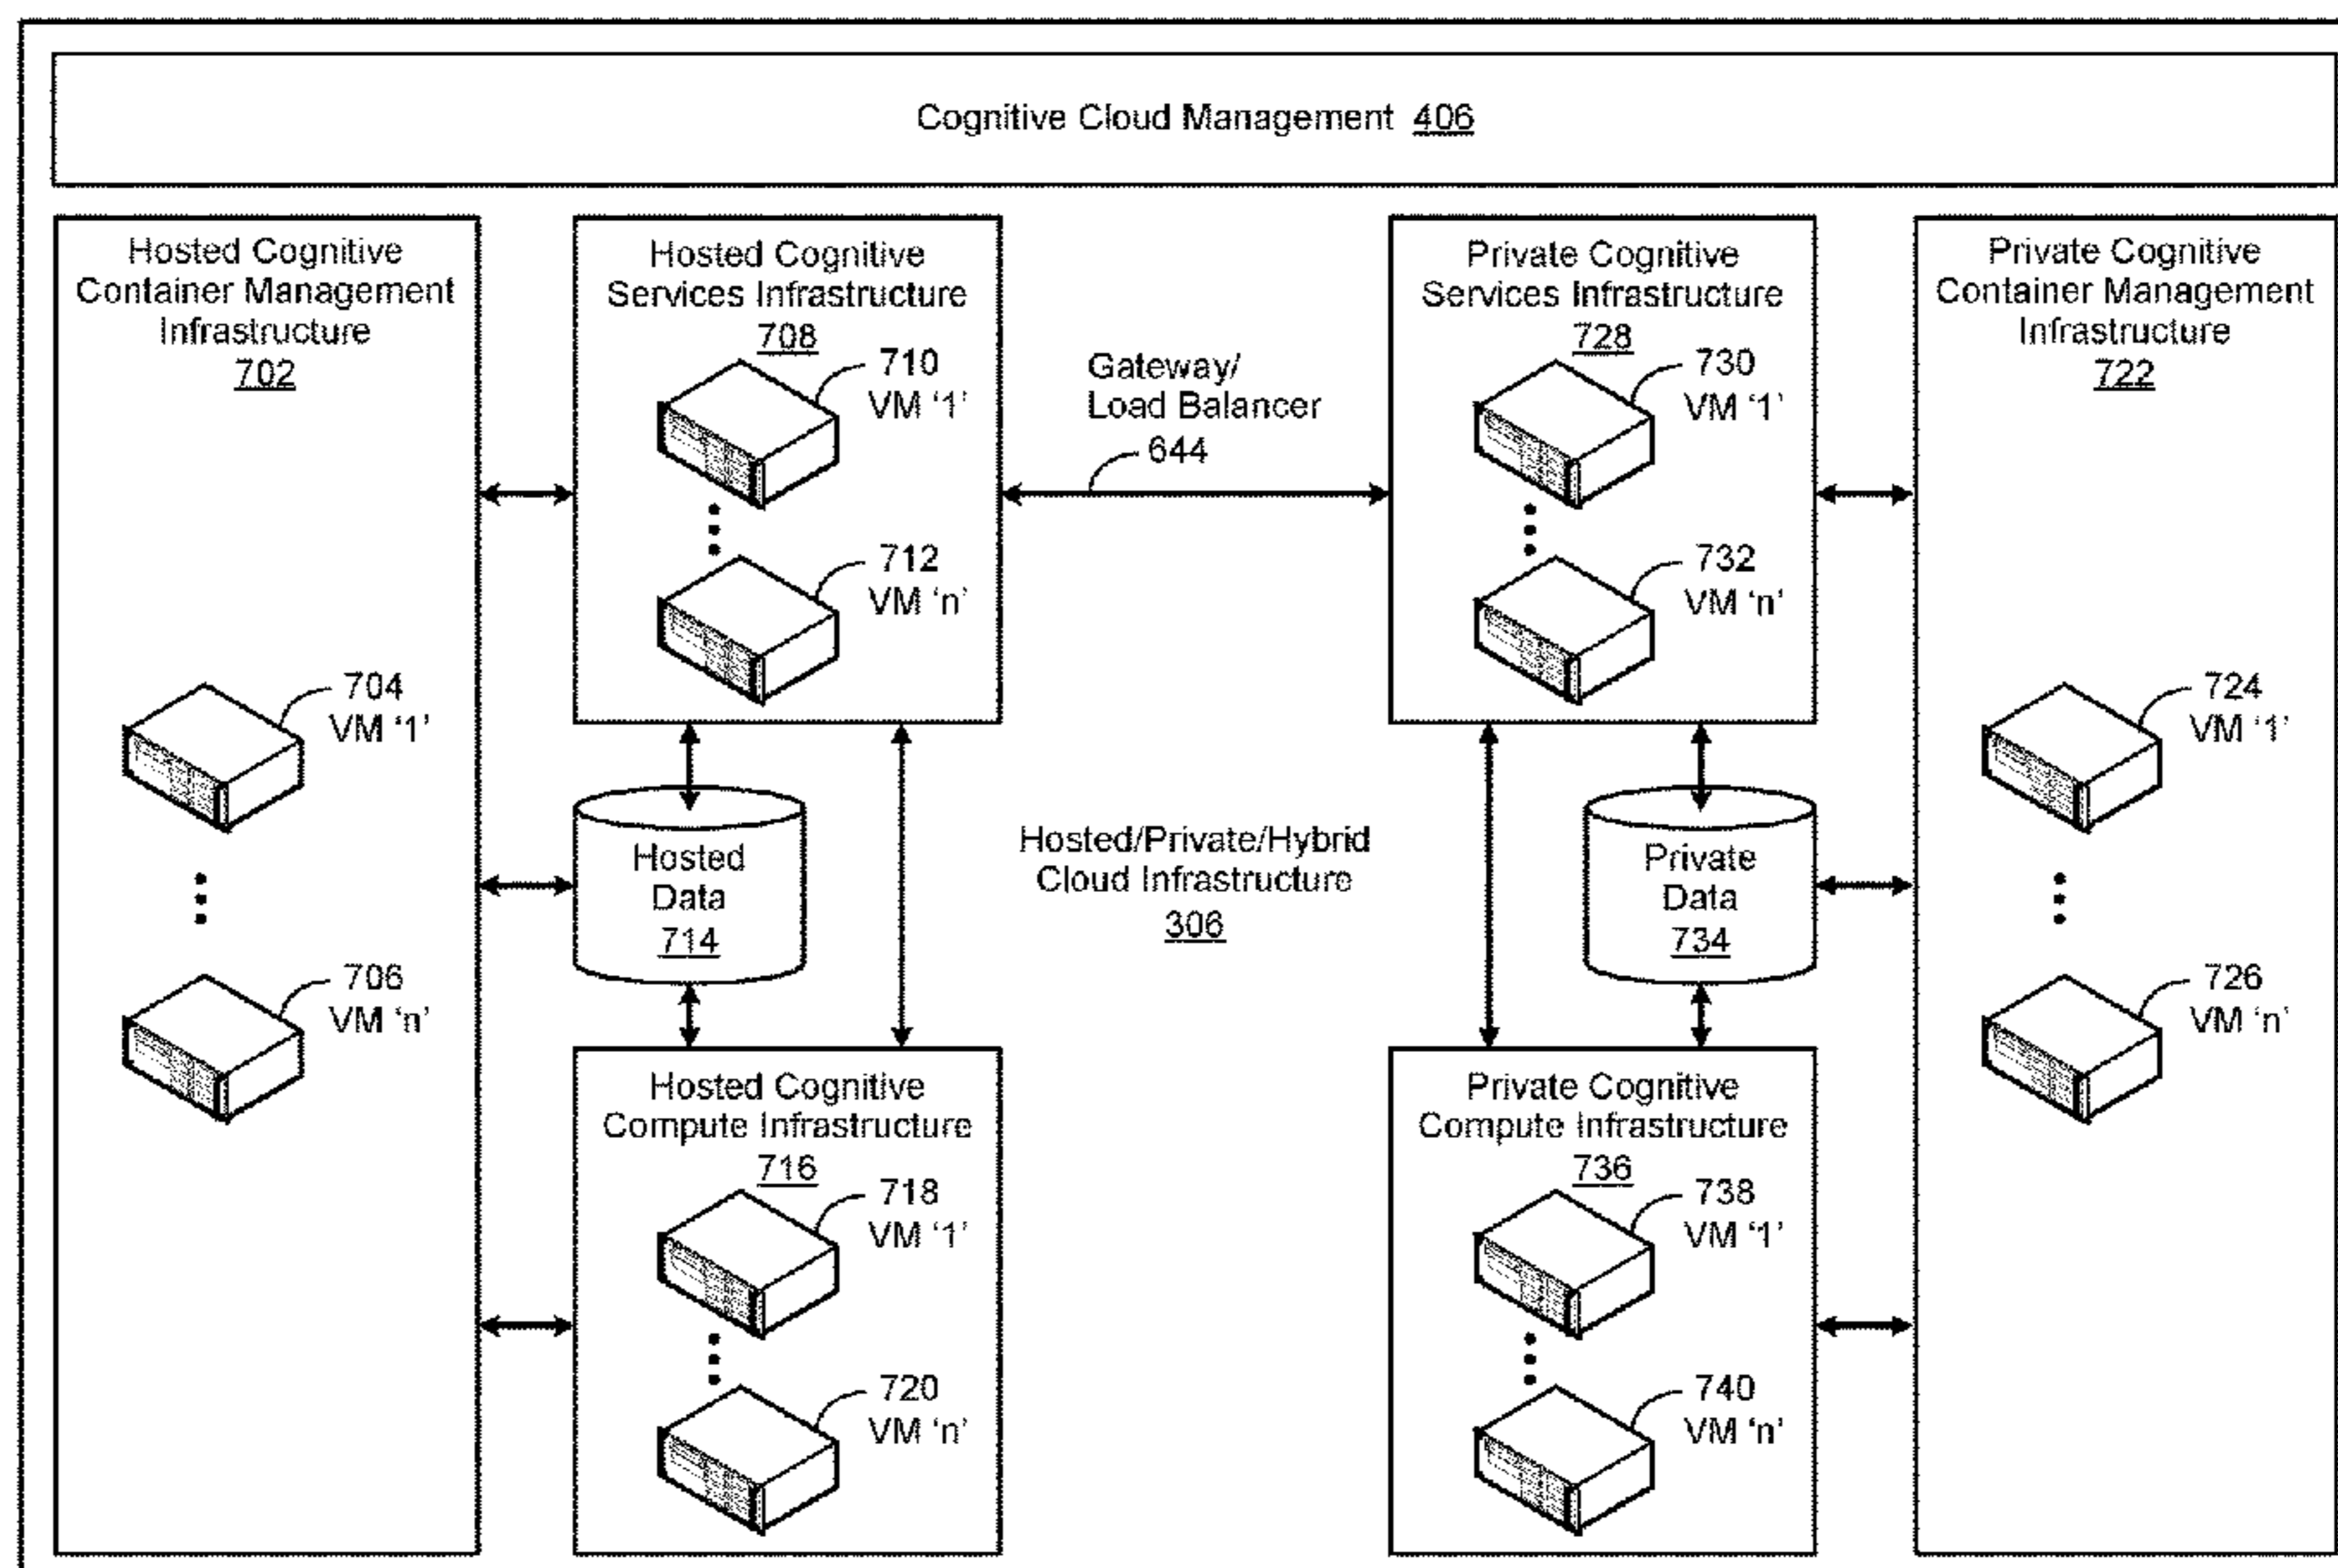 Cognitive Cloud Management 406
Hosted Cognitive
Container Management
Infrastructure
702
704
VM '1'
706
VM 'n'
Hosted Cognitive
Services Infrastructure
708
710
VM '1'
712
VM 'n'
Hosted
Data
714
Hosted Cognitive
Compute Infrastructure
716
718
VM '1'
720
VM 'n'
Gateway/
Load Balancer
644
Hosted/Private/Hybrid
Cloud Infrastructure
306
Private Cognitive
Services Infrastructure
728
730
VM '1'
732
VM 'n'
Private
Data
734
Private Cognitive
Compute Infrastructure
736
738
VM '1'
740
VM 'n'
Private Cognitive
Container Management
Infrastructure
722
724
VM '1'
726
VM 'n'